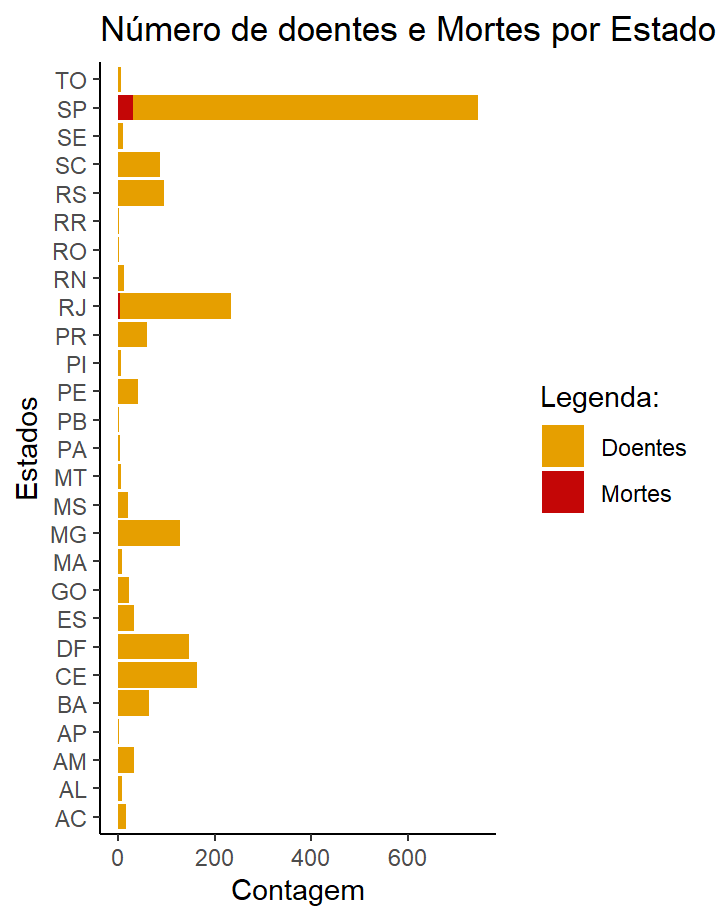 Número de doentes e Mortes por Estado
TO
SP
SE
SC
RS
RR
RO
RN
RJ
PR
PI
PE
PB
PA
MT
MS
MG
MA
GO
ES
DF
CE
BA
AP
AM
AL
AC
Estados
0 200 400 600
Contagem
Legenda:
Doentes
Mortes